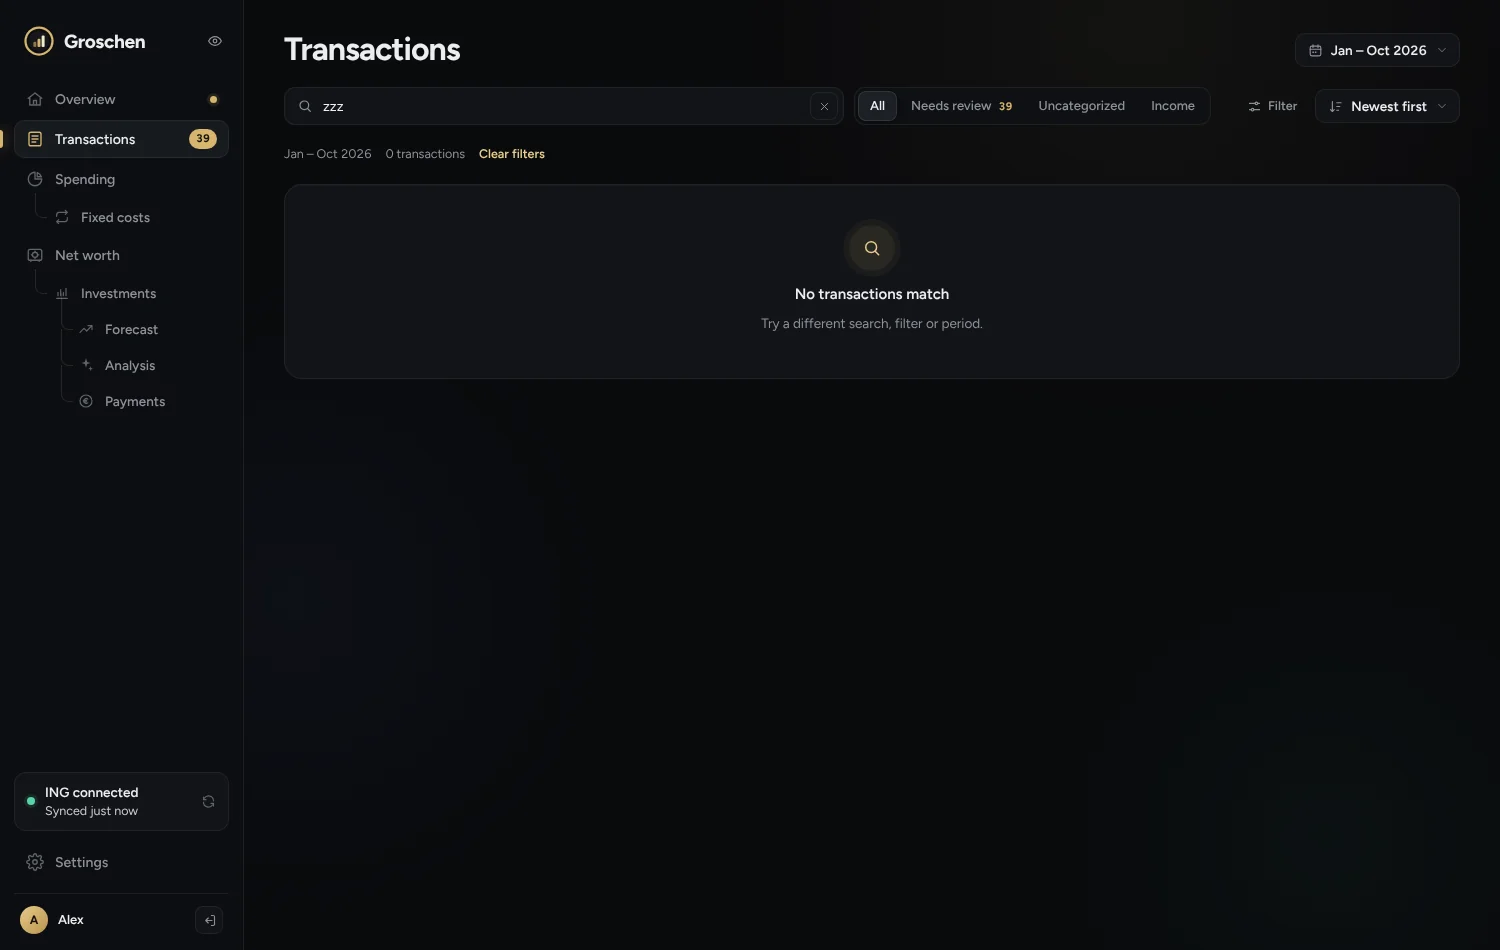 Groschen
Overview
Transactions 39
Spending
Fixed costs
Net worth
Investments
Forecast
Analysis
Payments
ING connected
Synced just now
Settings
A Alex
Transactions
Jan – Oct 2026
zzz
All Needs review 39 Uncategorized Income
Filter
Newest first
Jan – Oct 2026 0 transactions Clear filters
No transactions match
Try a different search, filter or period.